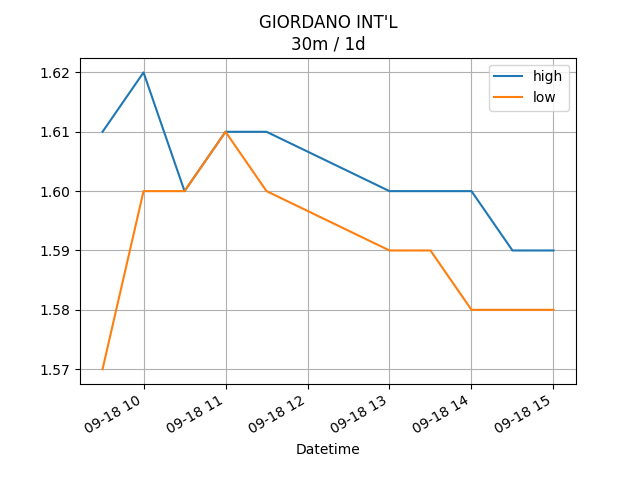 GIORDANO INT'L
30m / 1d
high
low
1.62
1.61
1.60
1.59
1.58
1.57
09-18 10
09-18 11
09-18 12
09-18 13
09-18 14
09-18 15
Datetime